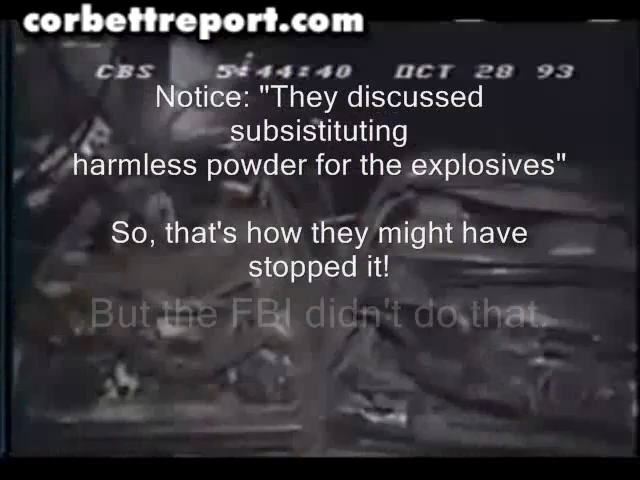 corbettreport.com
CBS 5:44:40 OCT 28 93
Notice: "They discussed
subsistituting
harmless powder for the explosives"
So, that's how they might have
stopped it!
But the FBI didn't do that.